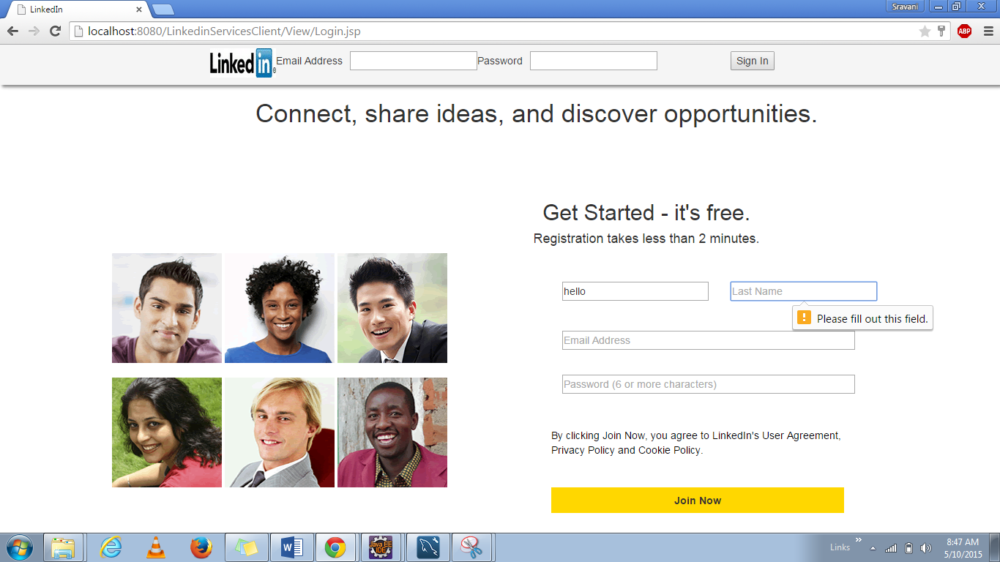 LinkedIn
Sravani
localhost:8080/LinkedinServicesClient/View/Login.jsp
ABP
Linked in ® Email Address Password Sign In
Connect, share ideas, and discover opportunities.
Get Started - it's free.
Registration takes less than 2 minutes.
hello Last Name
Please fill out this field.
Email Address
Password (6 or more characters)
By clicking Join Now, you agree to LinkedIn's User Agreement,
Privacy Policy and Cookie Policy.
Join Now
Java EE
IDE
Links
8:47 AM
5/10/2015